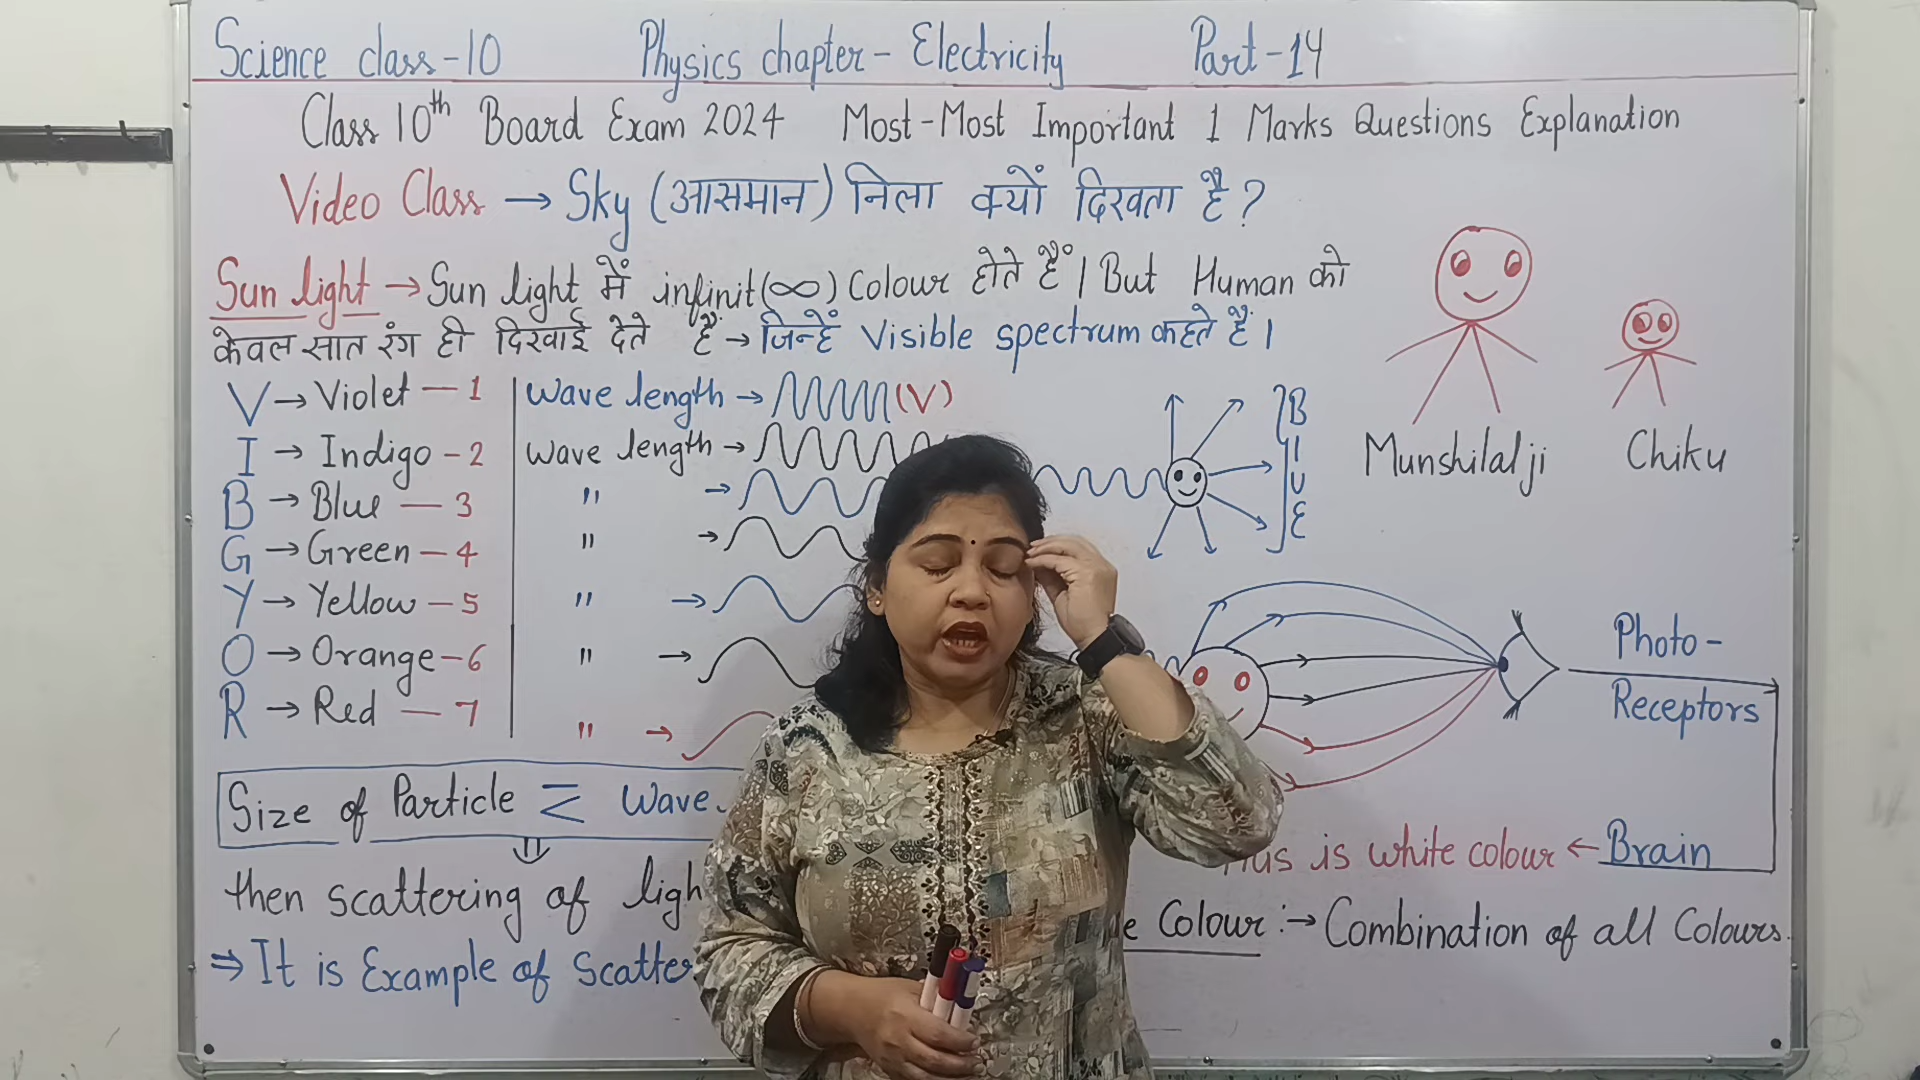 Science class-10 Physics chapter- Electricity Part-14
Class 10th Board Exam 2024 Most-Most Important 1 Marks Questions Explanation
Video Class → Sky (आसमान) निला क्यों दिखता है?
Sun light → Sun light में infinit(∞) Colour होते हैं। But Human को
केवल सात रंग ही दिखाई देते हैं → जिन्हें Visible spectrum कहते हैं।
V → Violet — 1
I → Indigo - 2
B → Blue — 3
G → Green — 4
Y → Yellow — 5
O → Orange - 6
R → Red — 7
Wave length → (V)
Wave length →
" →
" →
" →
" →
" →
BLUE
Munshilalji Chiku
Photo-
Receptors
Size of Particle
then scattering of
⇒ It is Example of
is white colour ← Brain
Colour :→ Combination of all Colours.